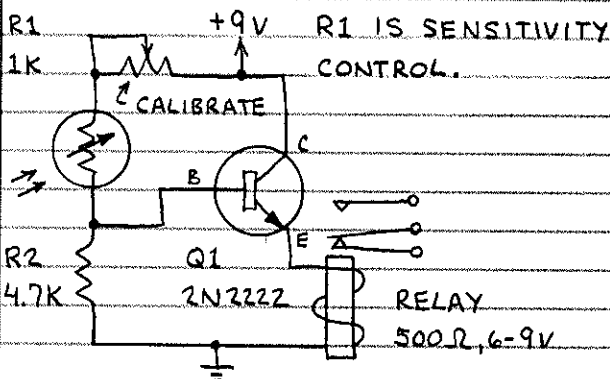 R1
1K
+9V
R1 IS SENSITIVITY
CONTROL.
CALIBRATE
C
B
E
R2
4.7K
Q1
2N2222
RELAY
500Ω, 6-9V